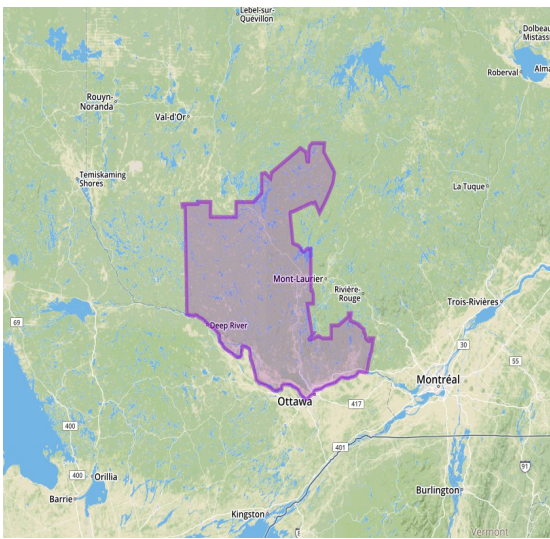 Lebel-sur-
Quévillon
Dolbeau
Mistass
Roberval
Alma
Rouyn-
Noranda
Val-d'Or
Temiskaming
Shores
La Tuque
Mont-Laurier
Rivière-
Rouge
Trois-Rivières
69
Deep River
30
55
Montréal
Ottawa
417
400
401
400
Orillia
91
Barrie
Burlington
Kingston
Vermont